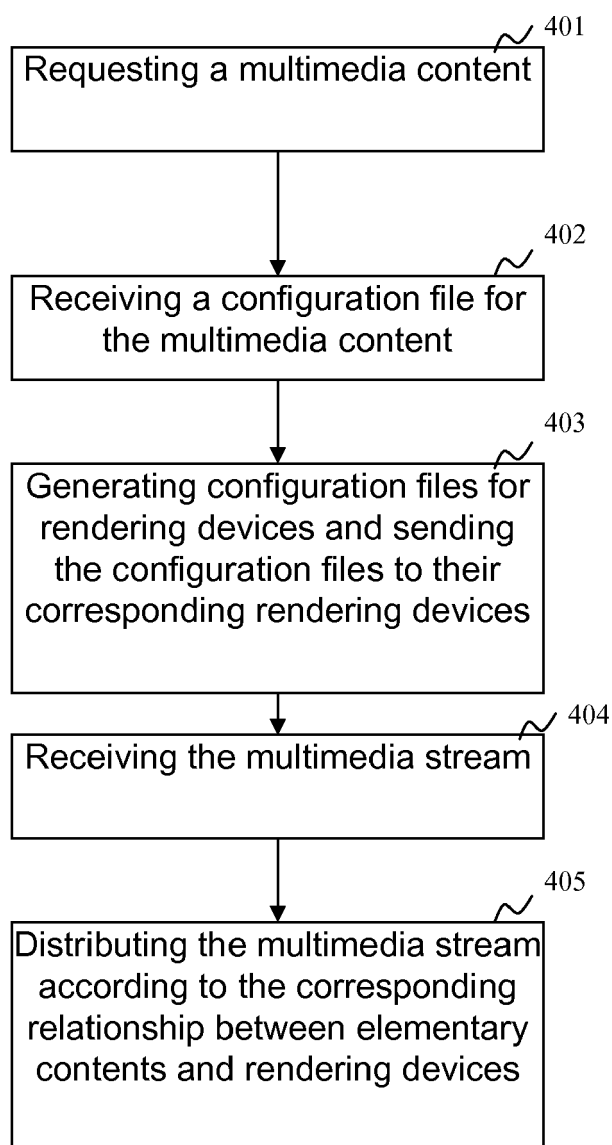 401
Requesting a multimedia content
402
Receiving a configuration file for
the multimedia content
403
Generating configuration files for
rendering devices and sending
the configuration files to their
corresponding rendering devices
404
Receiving the multimedia stream
405
Distributing the multimedia stream
according to the corresponding
relationship between elementary
contents and rendering devices